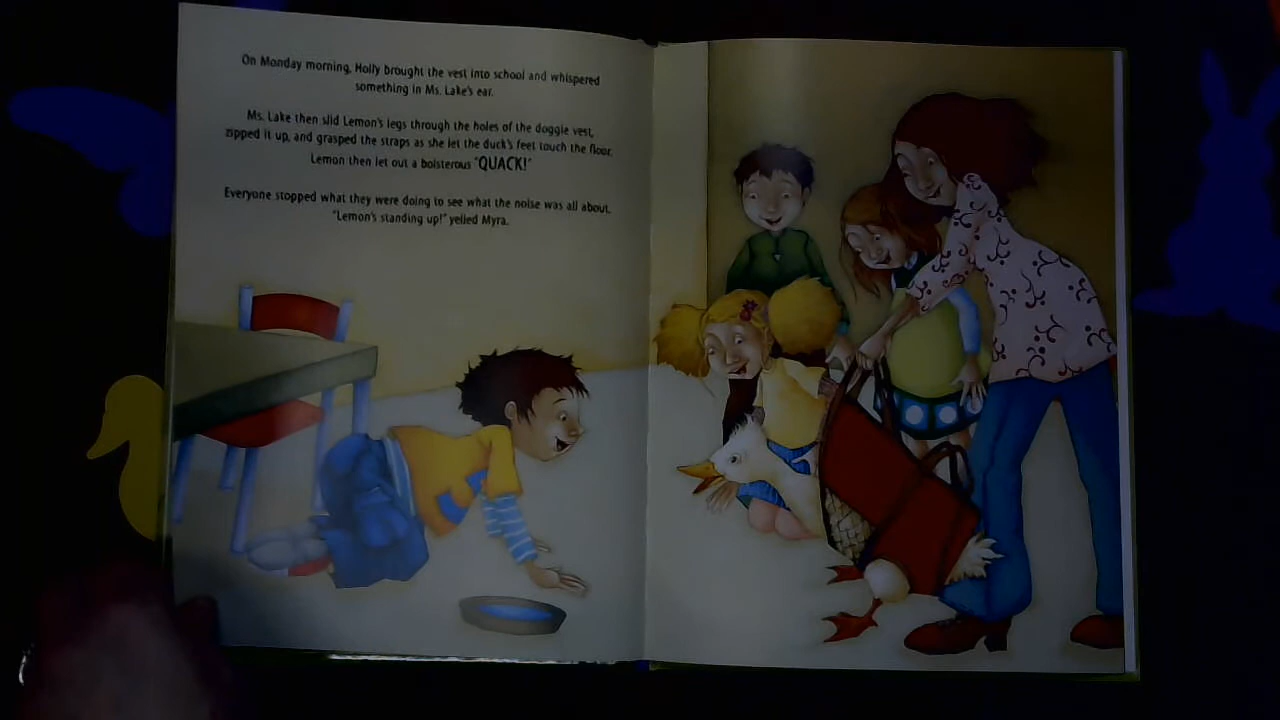 On Monday morning, Holly brought the vest into school and whispered
something in Ms. Lake's ear.
Ms. Lake then slid Lemon's legs through the holes of the doggie vest,
zipped it up, and grasped the straps as she let the duck's feet touch the floor.
Lemon then let out a boisterous "QUACK!"
Everyone stopped what they were doing to see what the noise was all about.
"Lemon's standing up!" yelled Myra.